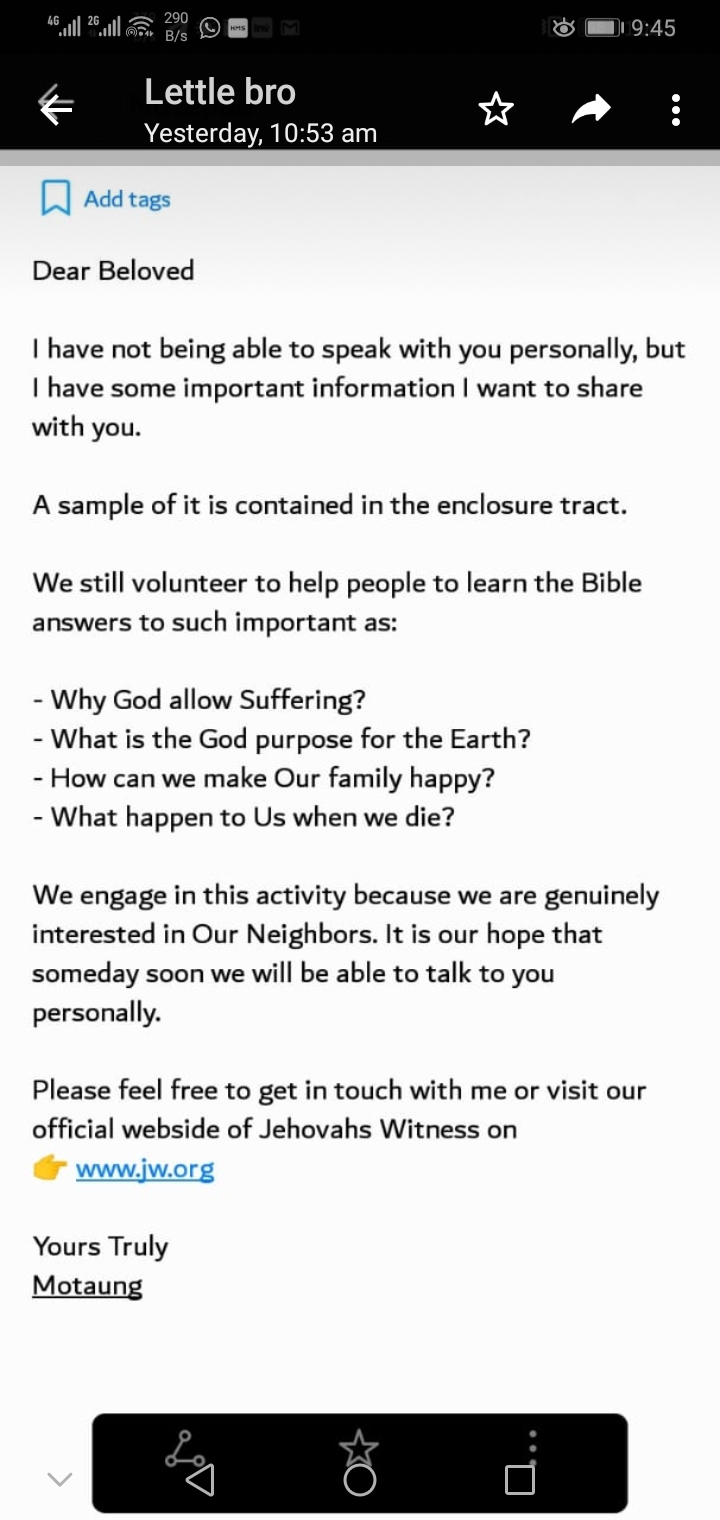 4G 2G 290 B/s HMS 9:45
Lettle bro
Yesterday, 10:53 am
Add tags
Dear Beloved
I have not being able to speak with you personally, but
I have some important information I want to share
with you.
A sample of it is contained in the enclosure tract.
We still volunteer to help people to learn the Bible
answers to such important as:
- Why God allow Suffering?
- What is the God purpose for the Earth?
- How can we make Our family happy?
- What happen to Us when we die?
We engage in this activity because we are genuinely
interested in Our Neighbors. It is our hope that
someday soon we will be able to talk to you
personally.
Please feel free to get in touch with me or visit our
official webside of Jehovahs Witness on
👉 www.jw.org
Yours Truly
Motaung